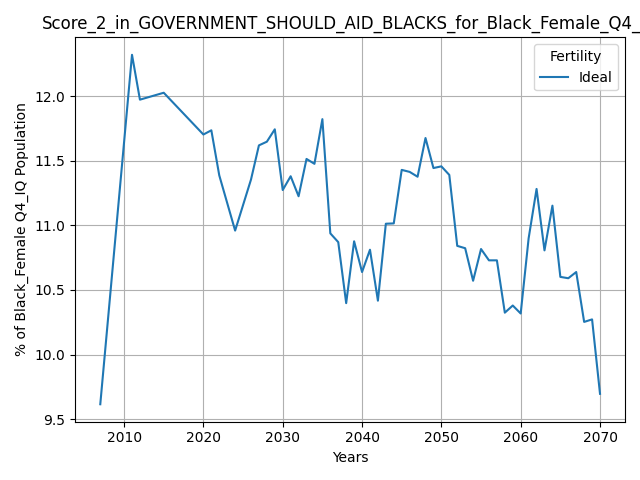 Score_2_in_GOVERNMENT_SHOULD_AID_BLACKS_for_Black_Female_Q4_
Fertility
Ideal
12.0
11.5
11.0
10.5
10.0
9.5
% of Black_Female Q4_IQ Population
2010 2020 2030 2040 2050 2060 2070
Years